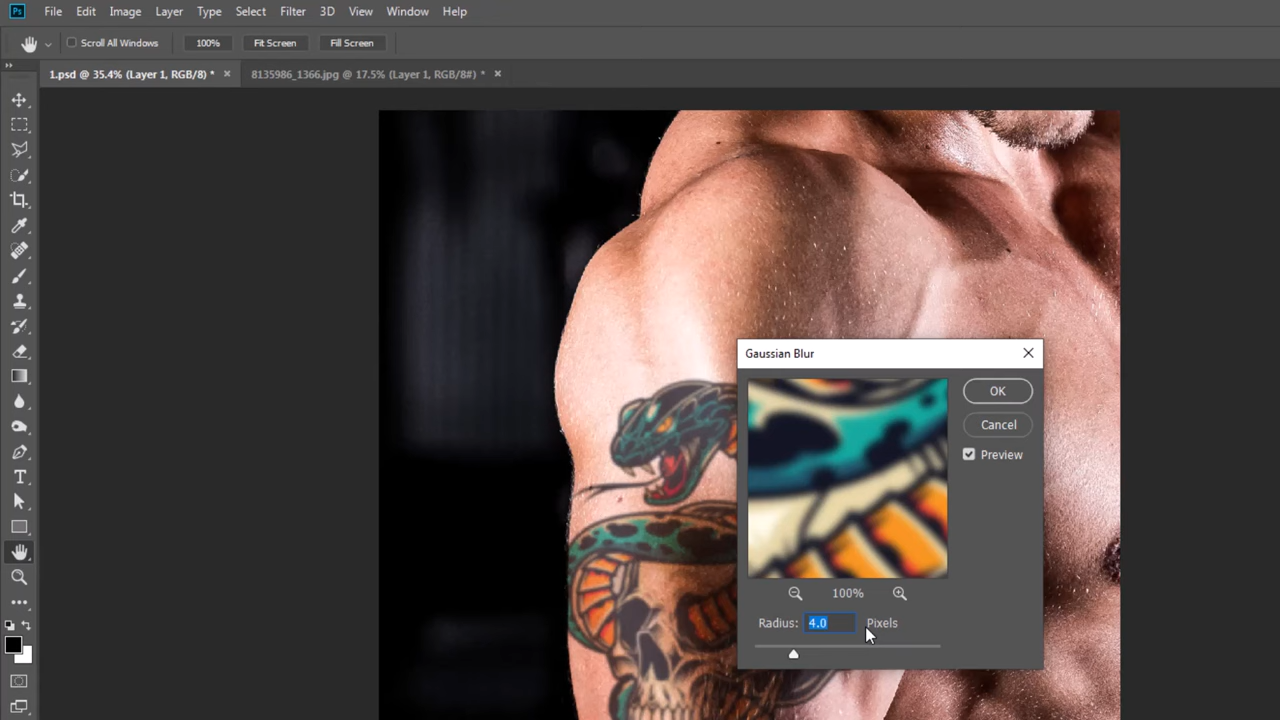 Ps File Edit Image Layer Type Select Filter 3D View Window Help
Scroll All Windows 100% Fit Screen Fill Screen
1.psd @ 35.4% (Layer 1, RGB/8) * × 8135986_1366.jpg @ 17.5% (Layer 1, RGB/8#) * ×
Gaussian Blur
OK
Cancel
Preview
100%
Radius: 4.0 Pixels
T